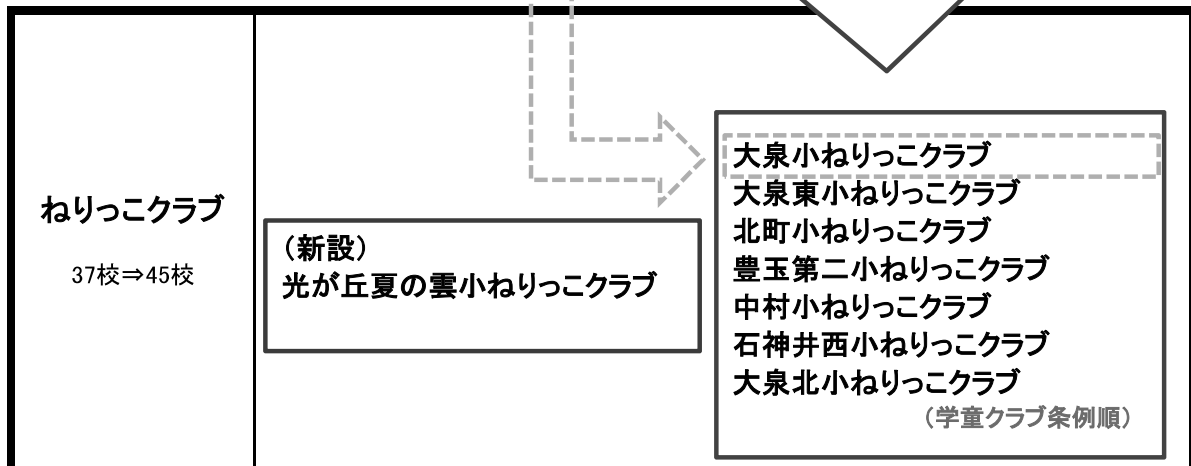 ねりっこクラブ
37校⇒45校
（新設）
光が丘夏の雲小ねりっこクラブ
大泉小ねりっこクラブ
大泉東小ねりっこクラブ
北町小ねりっこクラブ
豊玉第二小ねりっこクラブ
中村小ねりっこクラブ
石神井西小ねりっこクラブ
大泉北小ねりっこクラブ
（学童クラブ条例順）